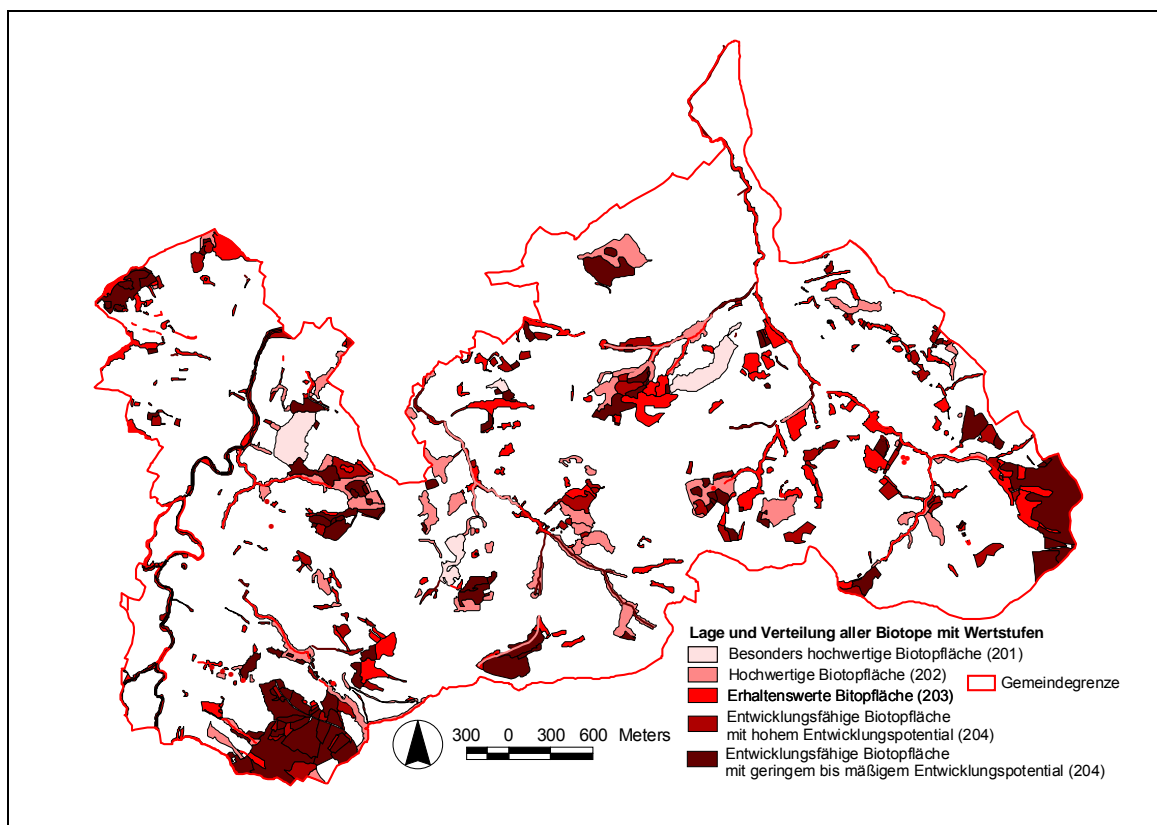 Lage und Verteilung aller Biotope mit Wertstufen
Besonders hochwertige Biotopfläche (201)
Hochwertige Biotopfläche (202)
Erhaltenswerte Bitopfläche (203)
Gemeindegrenze
Entwicklungsfähige Biotopfläche
mit hohem Entwicklungspotential (204)
Entwicklungsfähige Biotopfläche
mit geringem bis mäßigem Entwicklungspotential (204)
300 0 300 600 Meters